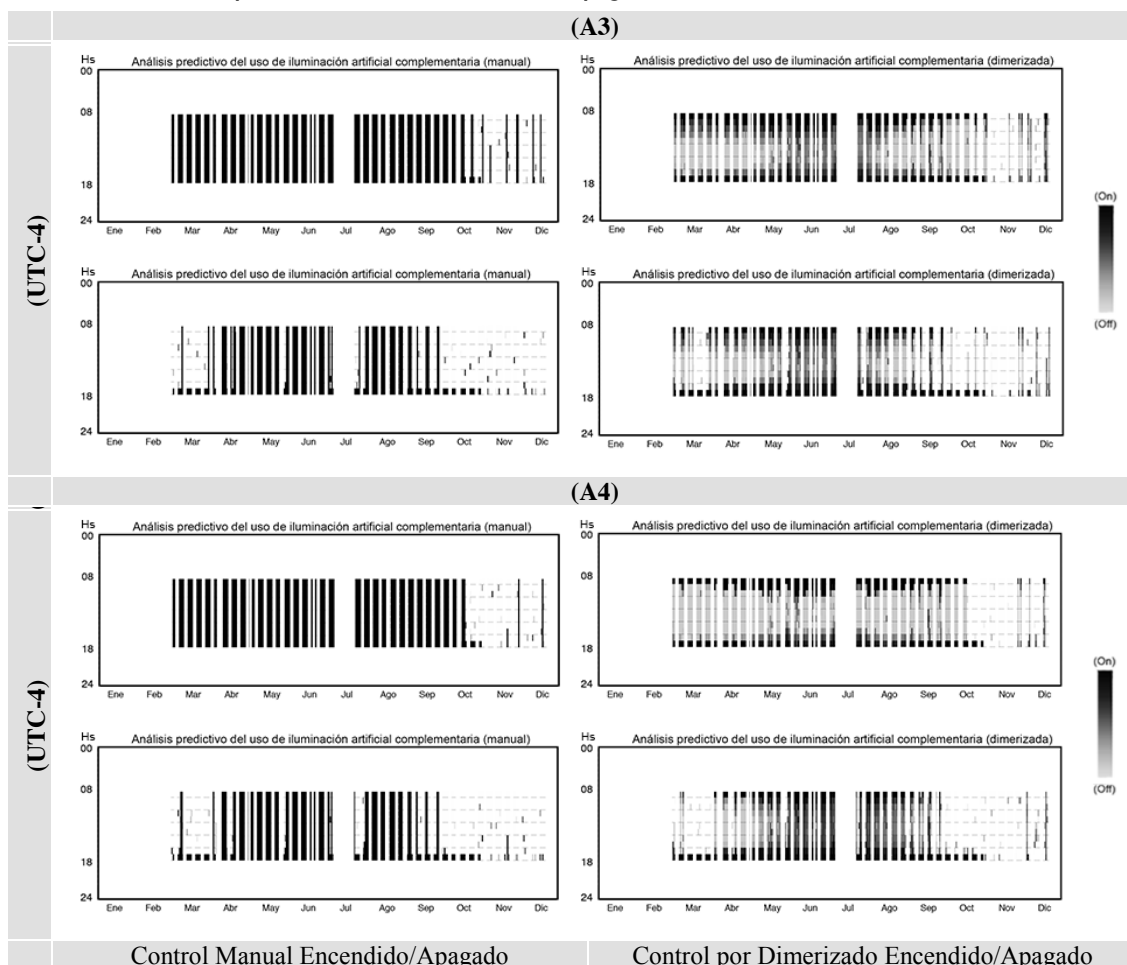 (A3)
(UTC-4)
Hs
Análisis predictivo del uso de iluminación artificial complementaria (manual)
00
08
18
24
Ene Feb Mar Abr May Jun Jul Ago Sep Oct Nov Dic
Hs
Análisis predictivo del uso de iluminación artificial complementaria (dimerizada)
00
08
18
24
Ene Feb Mar Abr May Jun Jul Ago Sep Oct Nov Dic
(On)
(Off)
Hs
Análisis predictivo del uso de iluminación artificial complementaria (manual)
00
08
18
24
Ene Feb Mar Abr May Jun Jul Ago Sep Oct Nov Dic
Hs
Análisis predictivo del uso de iluminación artificial complementaria (dimerizada)
00
08
18
24
Ene Feb Mar Abr May Jun Jul Ago Sep Oct Nov Dic
(A4)
(UTC-4)
Hs
Análisis predictivo del uso de iluminación artificial complementaria (manual)
00
08
18
24
Ene Feb Mar Abr May Jun Jul Ago Sep Oct Nov Dic
Hs
Análisis predictivo del uso de iluminación artificial complementaria (dimerizada)
00
08
18
24
Ene Feb Mar Abr May Jun Jul Ago Sep Oct Nov Dic
(On)
(Off)
Hs
Análisis predictivo del uso de iluminación artificial complementaria (manual)
00
08
18
24
Ene Feb Mar Abr May Jun Jul Ago Sep Oct Nov Dic
Hs
Análisis predictivo del uso de iluminación artificial complementaria (dimerizada)
00
08
18
24
Ene Feb Mar Abr May Jun Jul Ago Sep Oct Nov Dic
Control Manual Encendido/Apagado
Control por Dimerizado Encendido/Apagado